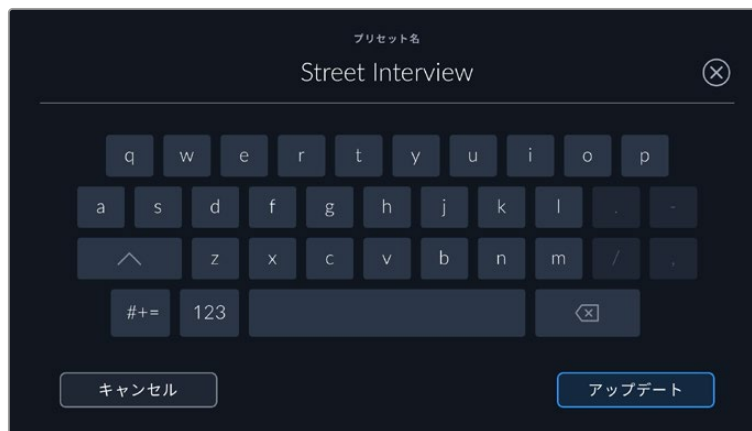 プリセット名
Street Interview
q w e r t y u i o p
a s d f g h j k l . -
z x c v b n m / ,
#+= 123
キャンセル アップデート